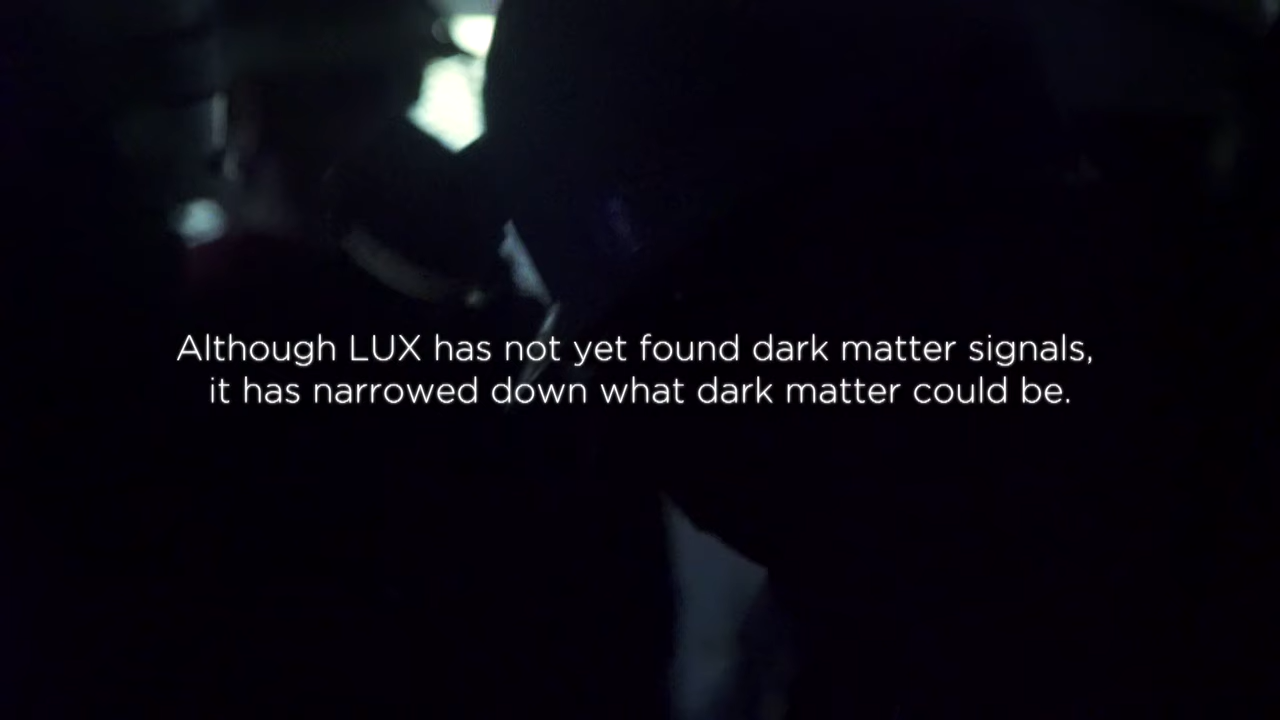 Although LUX has not yet found dark matter signals,
it has narrowed down what dark matter could be.